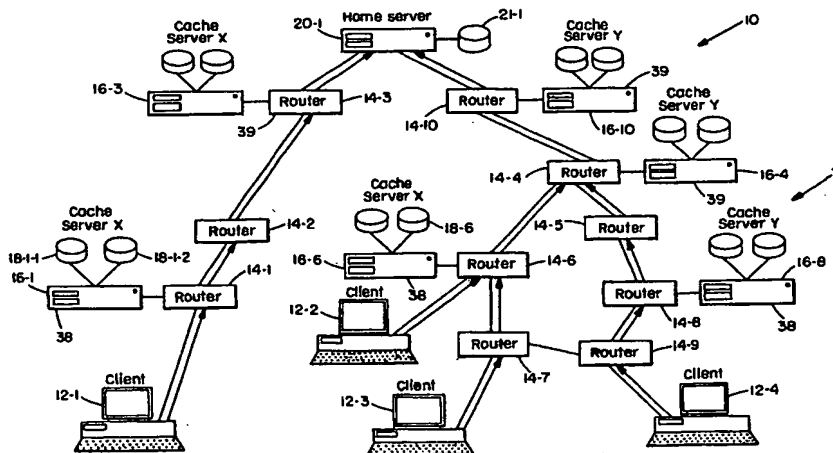 Home server
20-1
21-1
10
Cache
Server X
16-3
Router
14-3
39
Router
14-10
Cache
Server Y
39
16-10
Cache
Server Y
Router
14-4
16-4
39
Cache
Server X
18-1-1
18-1-2
16-1
38
Router
14-2
Router
14-1
Cache
Server X
18-6
16-6
38
Router
14-6
14-5
Router
Cache
Server Y
16-8
38
Router
14-8
Client
12-2
Router
14-7
Router
14-9
Client
12-1
Client
12-3
Client
12-4